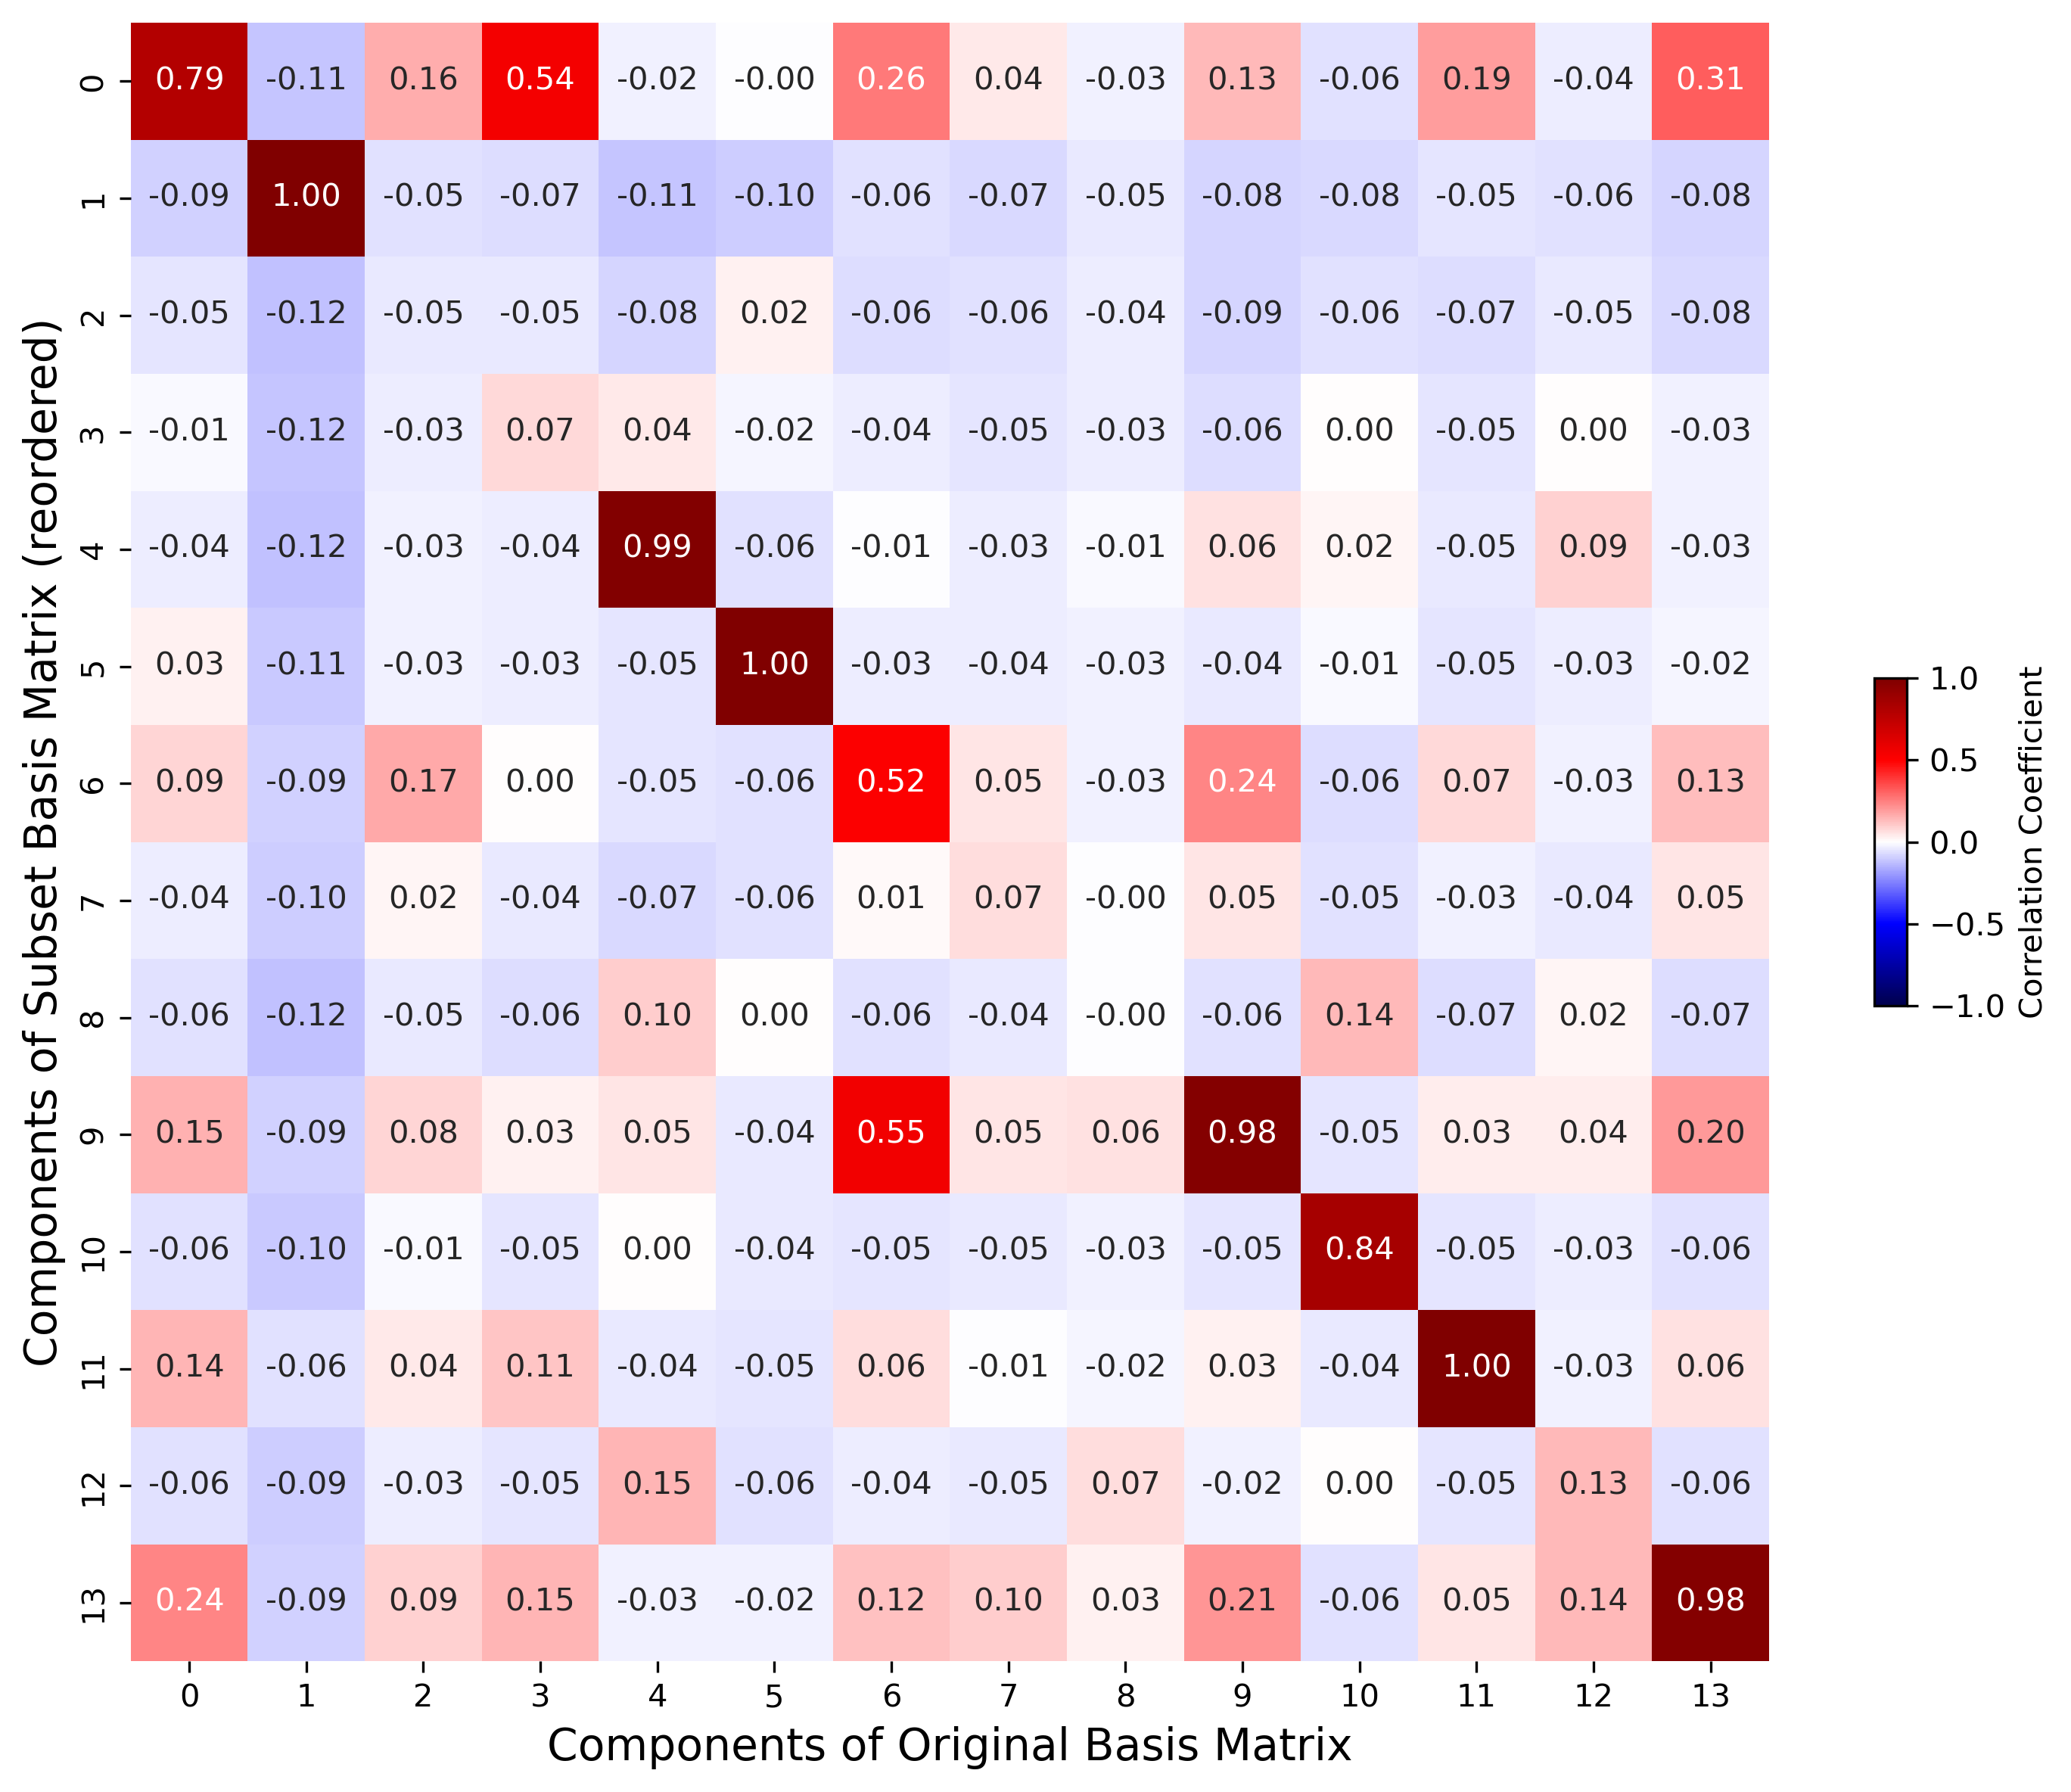 Components of Subset Basis Matrix (reordered)
0 0.79 -0.11 0.16 0.54 -0.02 -0.00 0.26 0.04 -0.03 0.13 -0.06 0.19 -0.04 0.31
1 -0.09 1.00 -0.05 -0.07 -0.11 -0.10 -0.06 -0.07 -0.05 -0.08 -0.08 -0.05 -0.06 -0.08
2 -0.05 -0.12 -0.05 -0.05 -0.08 0.02 -0.06 -0.06 -0.04 -0.09 -0.06 -0.07 -0.05 -0.08
3 -0.01 -0.12 -0.03 0.07 0.04 -0.02 -0.04 -0.05 -0.03 -0.06 0.00 -0.05 0.00 -0.03
4 -0.04 -0.12 -0.03 -0.04 0.99 -0.06 -0.01 -0.03 -0.01 0.06 0.02 -0.05 0.09 -0.03
5 0.03 -0.11 -0.03 -0.03 -0.05 1.00 -0.03 -0.04 -0.03 -0.04 -0.01 -0.05 -0.03 -0.02
6 0.09 -0.09 0.17 0.00 -0.05 -0.06 0.52 0.05 -0.03 0.24 -0.06 0.07 -0.03 0.13
7 -0.04 -0.10 0.02 -0.04 -0.07 -0.06 0.01 0.07 -0.00 0.05 -0.05 -0.03 -0.04 0.05
8 -0.06 -0.12 -0.05 -0.06 0.10 0.00 -0.06 -0.04 -0.00 -0.06 0.14 -0.07 0.02 -0.07
9 0.15 -0.09 0.08 0.03 0.05 -0.04 0.55 0.05 0.06 0.98 -0.05 0.03 0.04 0.20
10 -0.06 -0.10 -0.01 -0.05 0.00 -0.04 -0.05 -0.05 -0.03 -0.05 0.84 -0.05 -0.03 -0.06
11 0.14 -0.06 0.04 0.11 -0.04 -0.05 0.06 -0.01 -0.02 0.03 -0.04 1.00 -0.03 0.06
12 -0.06 -0.09 -0.03 -0.05 0.15 -0.06 -0.04 -0.05 0.07 -0.02 0.00 -0.05 0.13 -0.06
13 0.24 -0.09 0.09 0.15 -0.03 -0.02 0.12 0.10 0.03 0.21 -0.06 0.05 0.14 0.98
0 1 2 3 4 5 6 7 8 9 10 11 12 13
Components of Original Basis Matrix
1.0
0.5
0.0
−0.5
−1.0
Correlation Coefficient